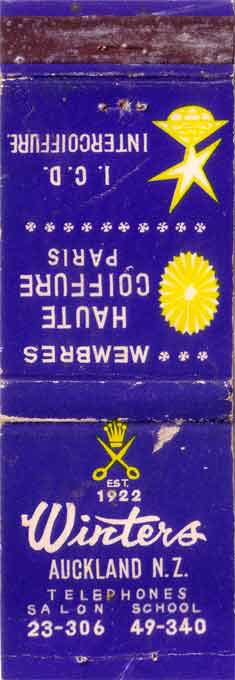 MEMBRES
HAUTE
COIFFURE
PARIS
I. C. D.
INTERCOIFFURE.
EST.
1922
Winters
AUCKLAND N.Z.
TELEPHONES
SALON SCHOOL
23-306 49-340